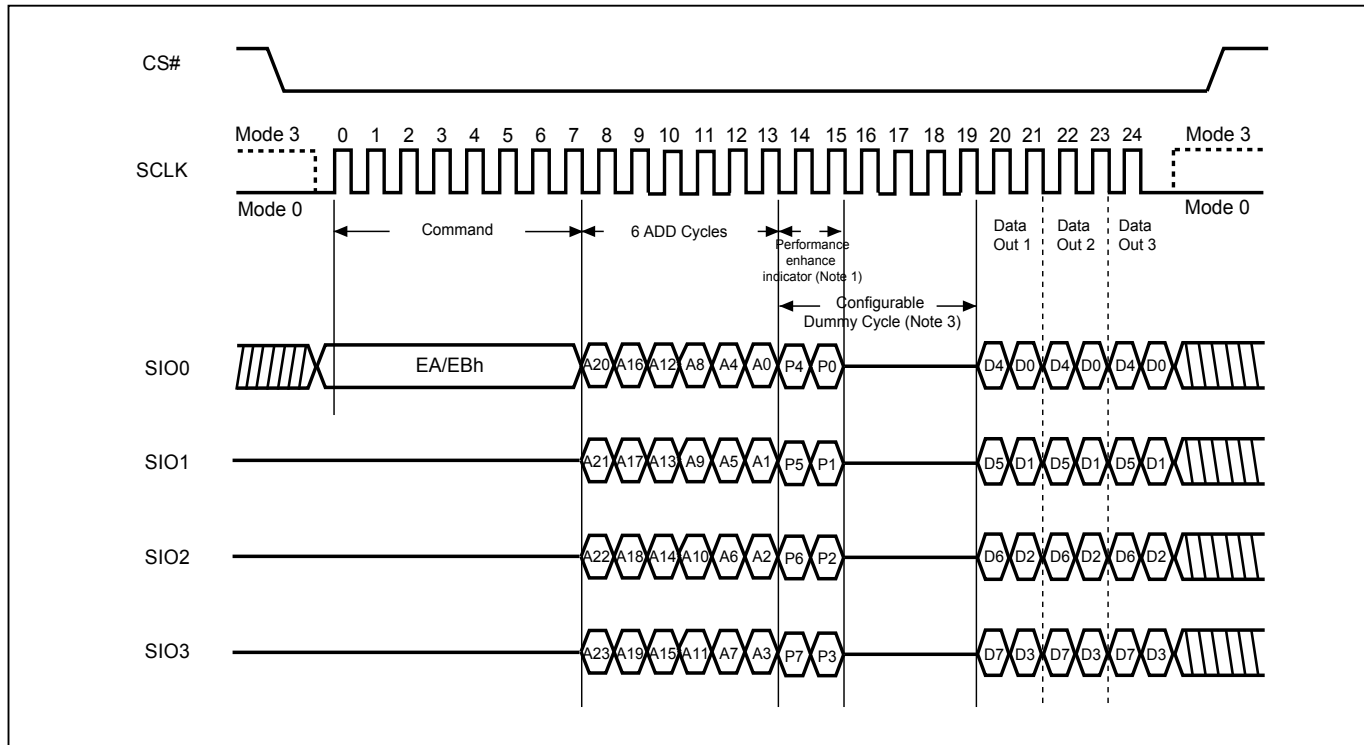 CS#
Mode 3 0 1 2 3 4 5 6 7 8 9 10 11 12 13 14 15 16 17 18 19 20 21 22 23 24 Mode 3
SCLK
Mode 0 Mode 0
Command 6 ADD Cycles Performance enhance indicator (Note 1) Data Out 1 Data Out 2 Data Out 3
Configurable
Dummy Cycle (Note 3)
SIO0 EA/EBh A20 A16 A12 A8 A4 A0 P4 P0 D4 D0 D4 D0 D4 D0
SIO1 A21 A17 A13 A9 A5 A1 P5 P1 D5 D1 D5 D1 D5 D1
SIO2 A22 A18 A14 A10 A6 A2 P6 P2 D6 D2 D6 D2 D6 D2
SIO3 A23 A19 A15 A11 A7 A3 P7 P3 D7 D3 D7 D3 D7 D3